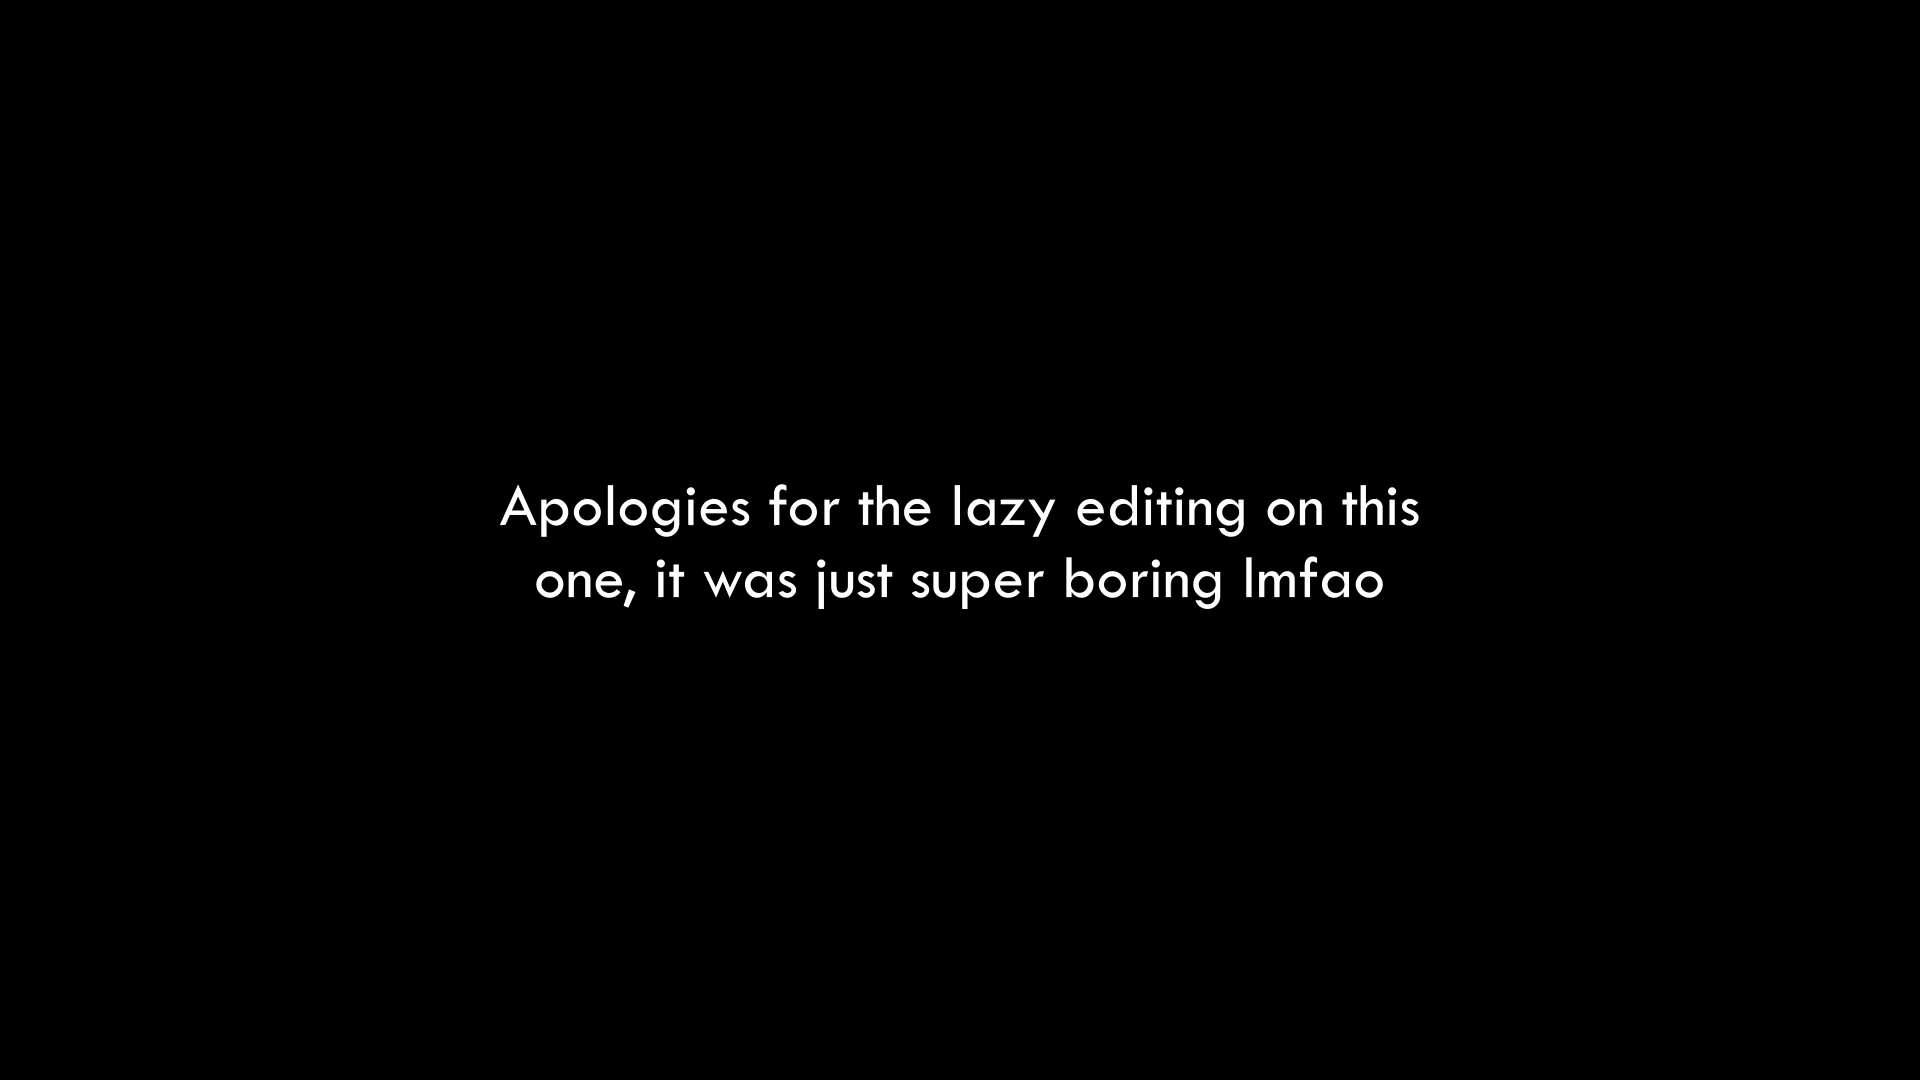 Apologies for the lazy editing on this
one, it was just super boring lmfao